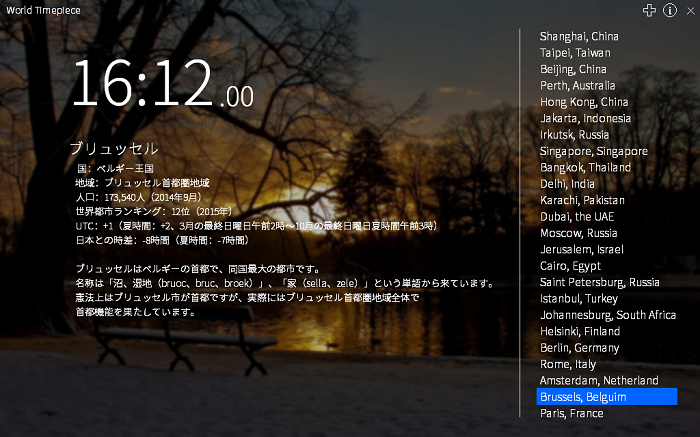 World Timepiece
16:12.00
ブリュッセル
国：ベルギー王国
地域：ブリュッセル首都圏地域
人口：173,540人（2014年9月）
世界都市ランキング：12位（2015年）
UTC：+1（夏時間：+2、3月の最終日曜日午前2時～10月の最終日曜日夏時間午前3時）
日本との時差：-8時間（夏時間：-7時間）
ブリュッセルはベルギーの首都で、同国最大の都市です。
名称は「沼、湿地（bruoc、bruc、broek）」、「家（sella、zele）」という単語から来ています。
憲法上はブリュッセル市が首都ですが、実際にはブリュッセル首都圏地域全体で
首都機能を果たしています。
Shanghai, China
Taipei, Taiwan
Beijing, China
Perth, Australia
Hong Kong, China
Jakarta, Indonesia
Irkutsk, Russia
Singapore, Singapore
Bangkok, Thailand
Delhi, India
Karachi, Pakistan
Dubai, the UAE
Moscow, Russia
Jerusalem, Israel
Cairo, Egypt
Saint Petersburg, Russia
Istanbul, Turkey
Johannesburg, South Africa
Helsinki, Finland
Berlin, Germany
Rome, Italy
Amsterdam, Netherland
Brussels, Belguim
Paris, France